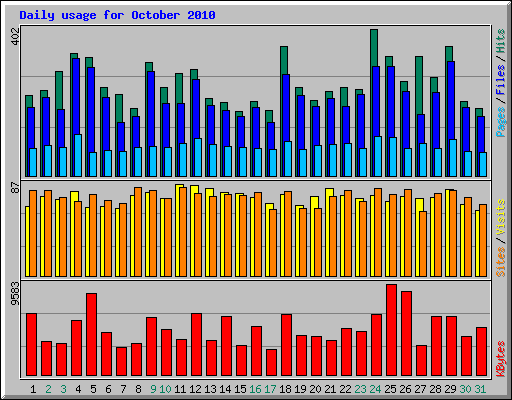 Daily usage for October 2010
402
Pages / Files / Hits
87
Sites / Visits
9583
KBytes
1 2 3 4 5 6 7 8 9 10 11 12 13 14 15 16 17 18 19 20 21 22 23 24 25 26 27 28 29 30 31